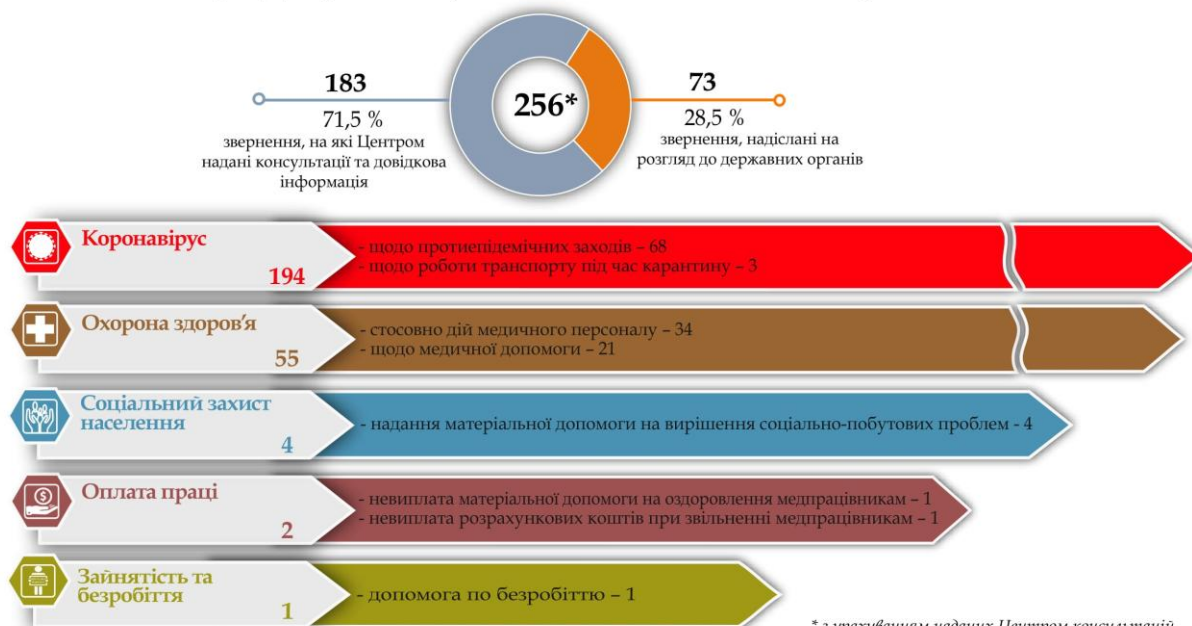 256*
183
71,5 %
звернення, на які Центром
надані консультації та довідкова
інформація
73
28,5 %
звернення, надіслані на
розгляд до державних органів
Коронавірус
194
- щодо протиепідемічних заходів – 68
- щодо роботи транспорту під час карантину – 3
Охорона здоров'я
55
- стосовно дій медичного персоналу – 34
- щодо медичної допомоги – 21
Соціальний захист
населення
4
- надання матеріальної допомоги на вирішення соціально-побутових проблем - 4
Оплата праці
2
- невиплата матеріальної допомоги на оздоровлення медпрацівникам – 1
- невиплата розрахункових коштів при звільненні медпрацівникам – 1
Зайнятість та
безробіття
1
- допомога по безробіттю – 1
* з урахуванням наданих Центром консультацій